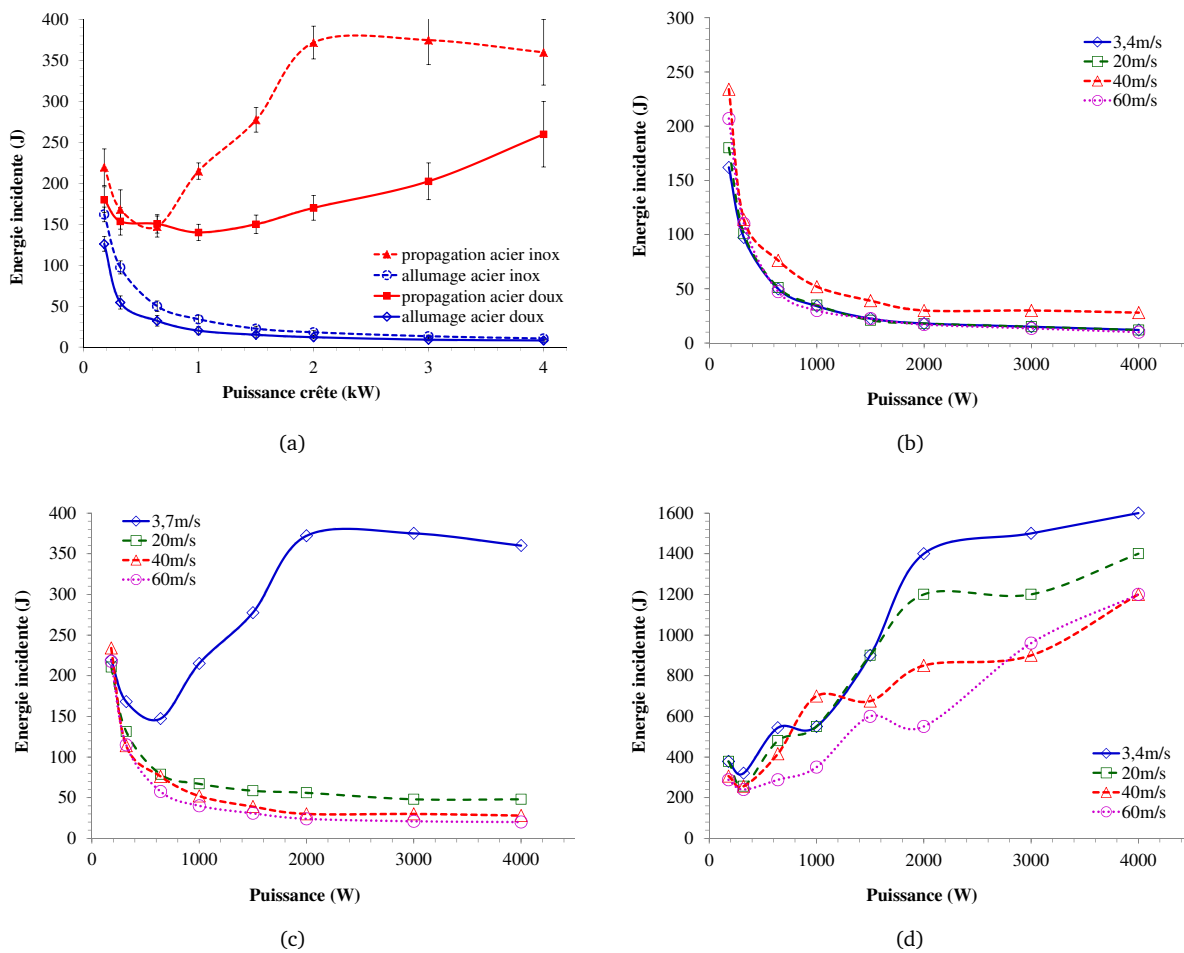 400
350
300
250
200
150
100
50
0
Energie incidente (J)
propagation acier inox
allumage acier inox
propagation acier doux
allumage acier doux
0 1 2 3 4
Puissance crête (kW)
(a)
300
250
200
150
100
50
0
Energie incidente (J)
3,4m/s
20m/s
40m/s
60m/s
0 1000 2000 3000 4000
Puissance (W)
(b)
400
350
300
250
200
150
100
50
0
Energie incidente (J)
3,7m/s
20m/s
40m/s
60m/s
0 1000 2000 3000 4000
Puissance (W)
(c)
1600
1400
1200
1000
800
600
400
200
0
Energie incidente (J)
3,4m/s
20m/s
40m/s
60m/s
0 1000 2000 3000 4000
Puissance (W)
(d)